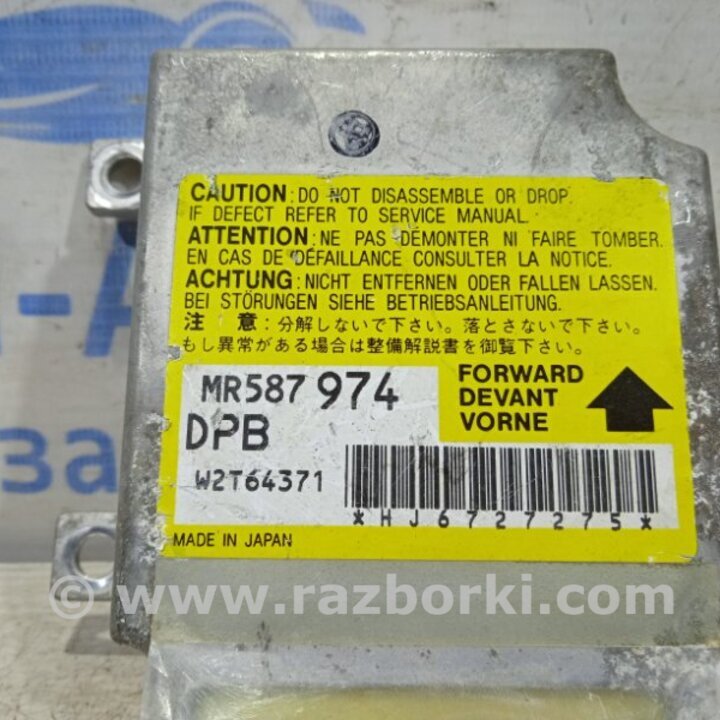 CAUTION : DO NOT DISASSEMBLE OR DROP.
IF DEFECT REFER TO SERVICE MANUAL.
ATTENTION : NE PAS DÉMONTER NI FAIRE TOMBER.
EN CAS DE DÉFAILLANCE CONSULTER LA NOTICE.
ACHTUNG : NICHT ENTFERNEN ODER FALLEN LASSEN.
BEI STÖRUNGEN SIEHE BETRIEBSANLEITUNG.
注 意 : 分解しないで下さい。落とさないで下さい。
もし異常がある場合は整備解説書を御覧下さい。
MR587 974
DPB
W2T64371
FORWARD
DEVANT
VORNE
*HJ6727275*
MADE IN JAPAN
© www.razborki.com